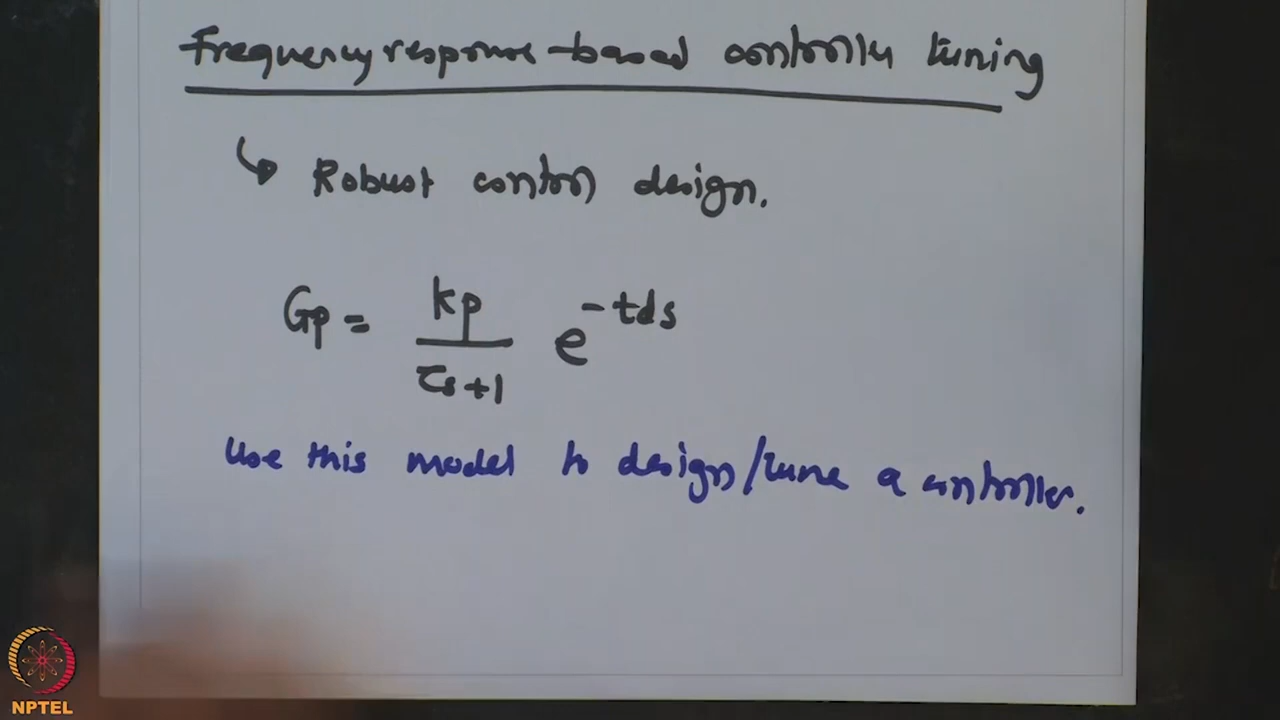 Frequency response-based controller tuning
↳ Robust control design.
Gp = kp / τs+1 e^-tds
Use this model to design/tune a controller.
NPTEL